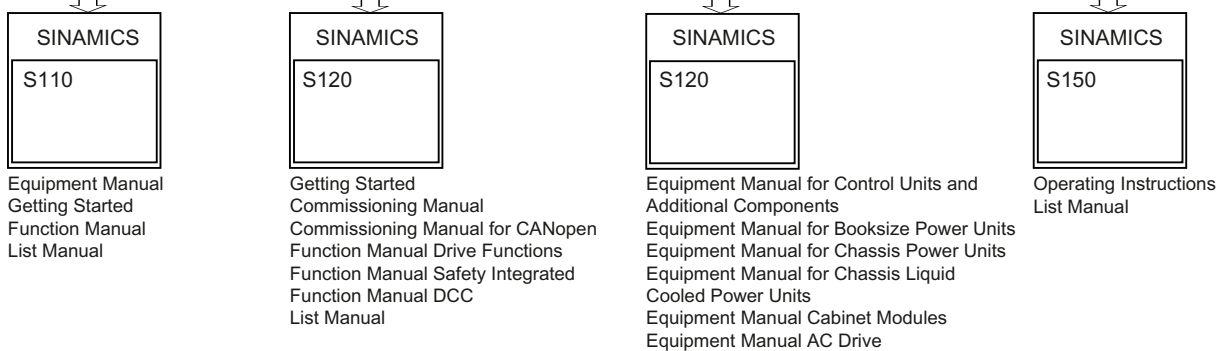 SINAMICS
S110
Equipment Manual
Getting Started
Function Manual
List Manual
SINAMICS
S120
Getting Started
Commissioning Manual
Commissioning Manual for CANopen
Function Manual Drive Functions
Function Manual Safety Integrated
Function Manual DCC
List Manual
SINAMICS
S120
Equipment Manual for Control Units and
Additional Components
Equipment Manual for Booksize Power Units
Equipment Manual for Chassis Power Units
Equipment Manual for Chassis Liquid
Cooled Power Units
Equipment Manual Cabinet Modules
Equipment Manual AC Drive
SINAMICS
S150
Operating Instructions
List Manual